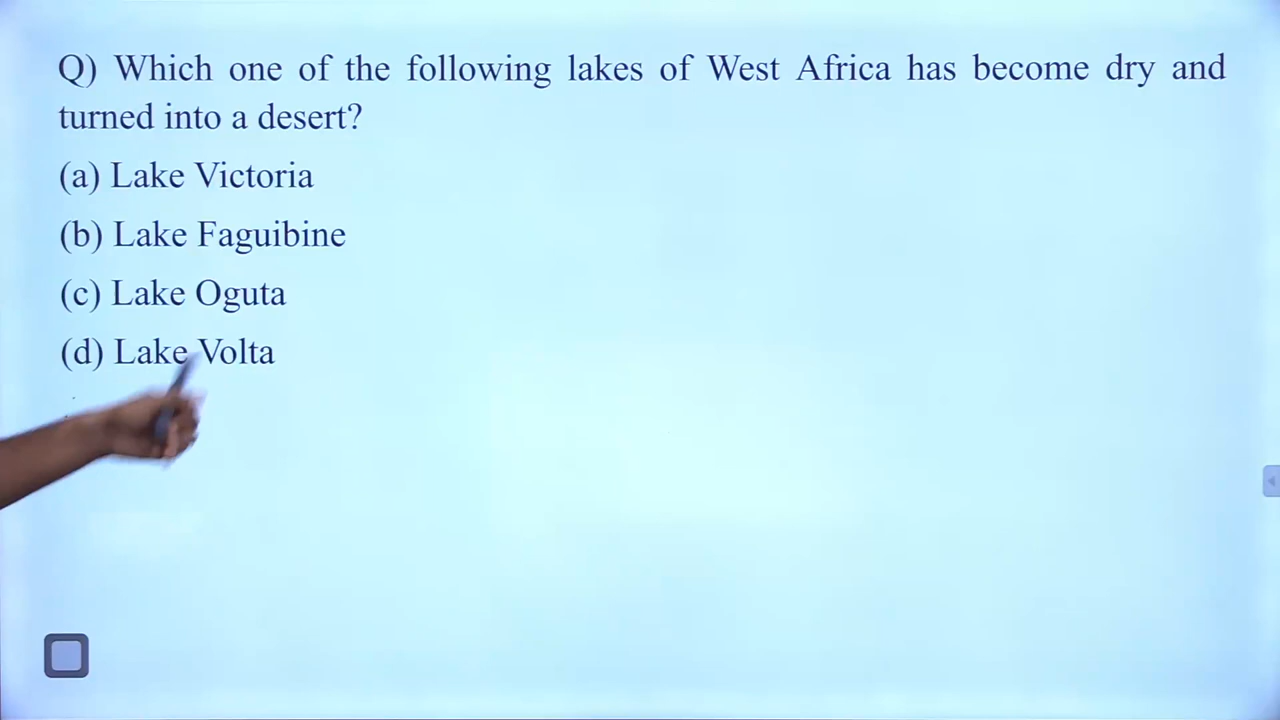 Q) Which one of the following lakes of West Africa has become dry and
turned into a desert?
(a) Lake Victoria
(b) Lake Faguibine
(c) Lake Oguta
(d) Lake Volta